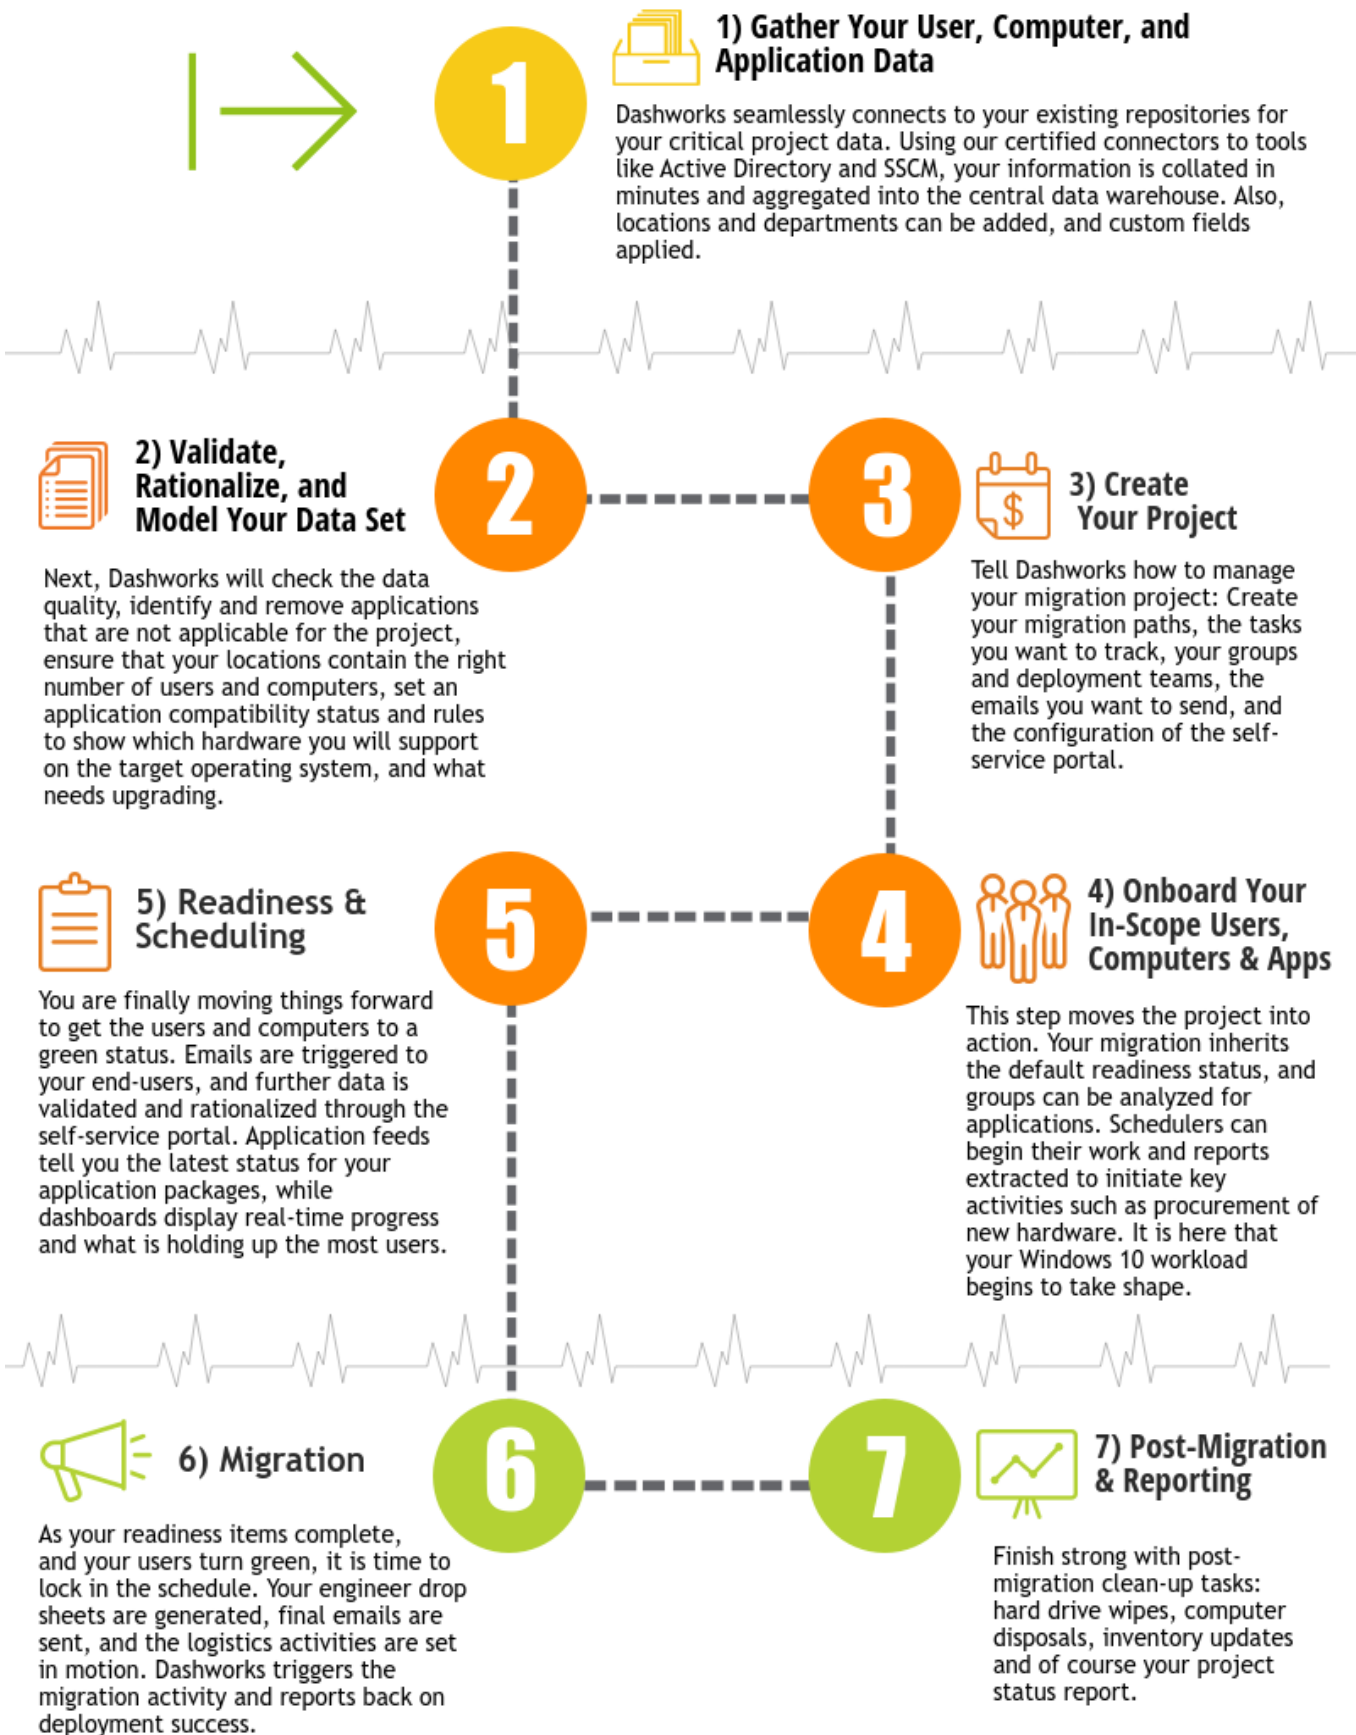 1
1) Gather Your User, Computer, and
Application Data
Dashworks seamlessly connects to your existing repositories for
your critical project data. Using our certified connectors to tools
like Active Directory and SSCM, your information is collated in
minutes and aggregated into the central data warehouse. Also,
locations and departments can be added, and custom fields
applied.
2) Validate,
Rationalize, and
Model Your Data Set
2
Next, Dashworks will check the data
quality, identify and remove applications
that are not applicable for the project,
ensure that your locations contain the right
number of users and computers, set an
application compatibility status and rules
to show which hardware you will support
on the target operating system, and what
needs upgrading.
3
$
3) Create
Your Project
Tell Dashworks how to manage
your migration project: Create
your migration paths, the tasks
you want to track, your groups
and deployment teams, the
emails you want to send, and
the configuration of the self-
service portal.
4
4) Onboard Your
In-Scope Users,
Computers & Apps
This step moves the project into
action. Your migration inherits
the default readiness status, and
groups can be analyzed for
applications. Schedulers can
begin their work and reports
extracted to initiate key
activities such as procurement of
new hardware. It is here that
your Windows 10 workload
begins to take shape.
5) Readiness &
Scheduling
5
You are finally moving things forward
to get the users and computers to a
green status. Emails are triggered to
your end-users, and further data is
validated and rationalized through the
self-service portal. Application feeds
tell you the latest status for your
application packages, while
dashboards display real-time progress
and what is holding up the most users.
6) Migration
6
As your readiness items complete,
and your users turn green, it is time to
lock in the schedule. Your engineer drop
sheets are generated, final emails are
sent, and the logistics activities are set
in motion. Dashworks triggers the
migration activity and reports back on
deployment success.
7
7) Post-Migration
& Reporting
Finish strong with post-
migration clean-up tasks:
hard drive wipes, computer
disposals, inventory updates
and of course your project
status report.